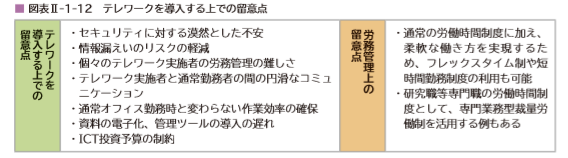 ■ 図表Ⅱ-1-12 テレワークを導入する上での留意点
テレワークを
導入する上での
留意点
・セキュリティに対する漠然とした不安
・情報漏えいのリスクの軽減
・個々のテレワーク実施者の労務管理の難しさ
・テレワーク実施者と通常勤務者の間の円滑なコミュ
ニケーション
・通常オフィス勤務時と変わらない作業効率の確保
・資料の電子化、管理ツールの導入の遅れ
・ICT投資予算の制約
労務管理上の
留意点
・通常の労働時間制度に加え、
柔軟な働き方を実現するた
め、フレックスタイム制や短
時間勤務制度の利用も可能
・研究職等専門職の労働時間制
度として、専門業務型裁量労
働制を活用する例もある